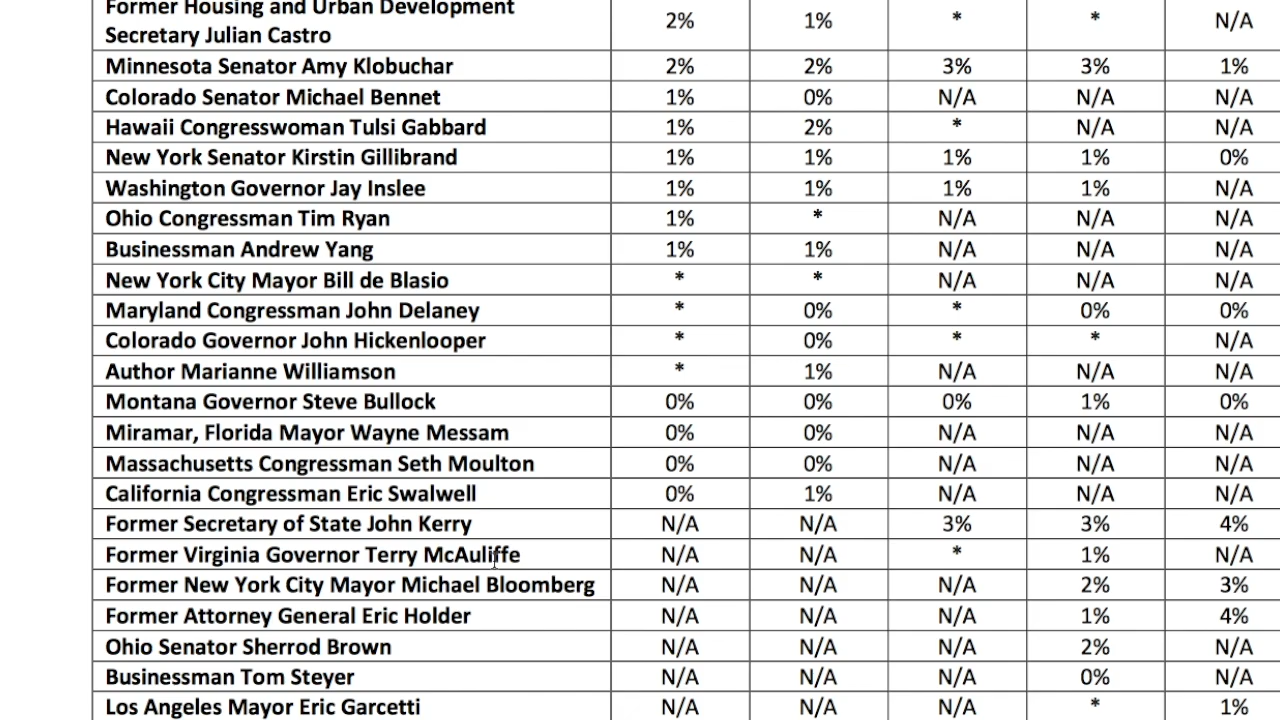 Former Housing and Urban Development
Secretary Julian Castro 2% 1% * * N/A
Minnesota Senator Amy Klobuchar 2% 2% 3% 3% 1%
Colorado Senator Michael Bennet 1% 0% N/A N/A N/A
Hawaii Congresswoman Tulsi Gabbard 1% 2% * N/A N/A
New York Senator Kirstin Gillibrand 1% 1% 1% 1% 0%
Washington Governor Jay Inslee 1% 1% 1% 1% N/A
Ohio Congressman Tim Ryan 1% * N/A N/A N/A
Businessman Andrew Yang 1% 1% N/A N/A N/A
New York City Mayor Bill de Blasio * * N/A N/A N/A
Maryland Congressman John Delaney * 0% * 0% 0%
Colorado Governor John Hickenlooper * 0% * * N/A
Author Marianne Williamson * 1% N/A N/A N/A
Montana Governor Steve Bullock 0% 0% 0% 1% 0%
Miramar, Florida Mayor Wayne Messam 0% 0% N/A N/A N/A
Massachusetts Congressman Seth Moulton 0% 0% N/A N/A N/A
California Congressman Eric Swalwell 0% 1% N/A N/A N/A
Former Secretary of State John Kerry N/A N/A 3% 3% 4%
Former Virginia Governor Terry McAuliffe N/A N/A * 1% N/A
Former New York City Mayor Michael Bloomberg N/A N/A N/A 2% 3%
Former Attorney General Eric Holder N/A N/A N/A 1% 4%
Ohio Senator Sherrod Brown N/A N/A N/A 2% N/A
Businessman Tom Steyer N/A N/A N/A 0% N/A
Los Angeles Mayor Eric Garcetti N/A N/A N/A * 1%